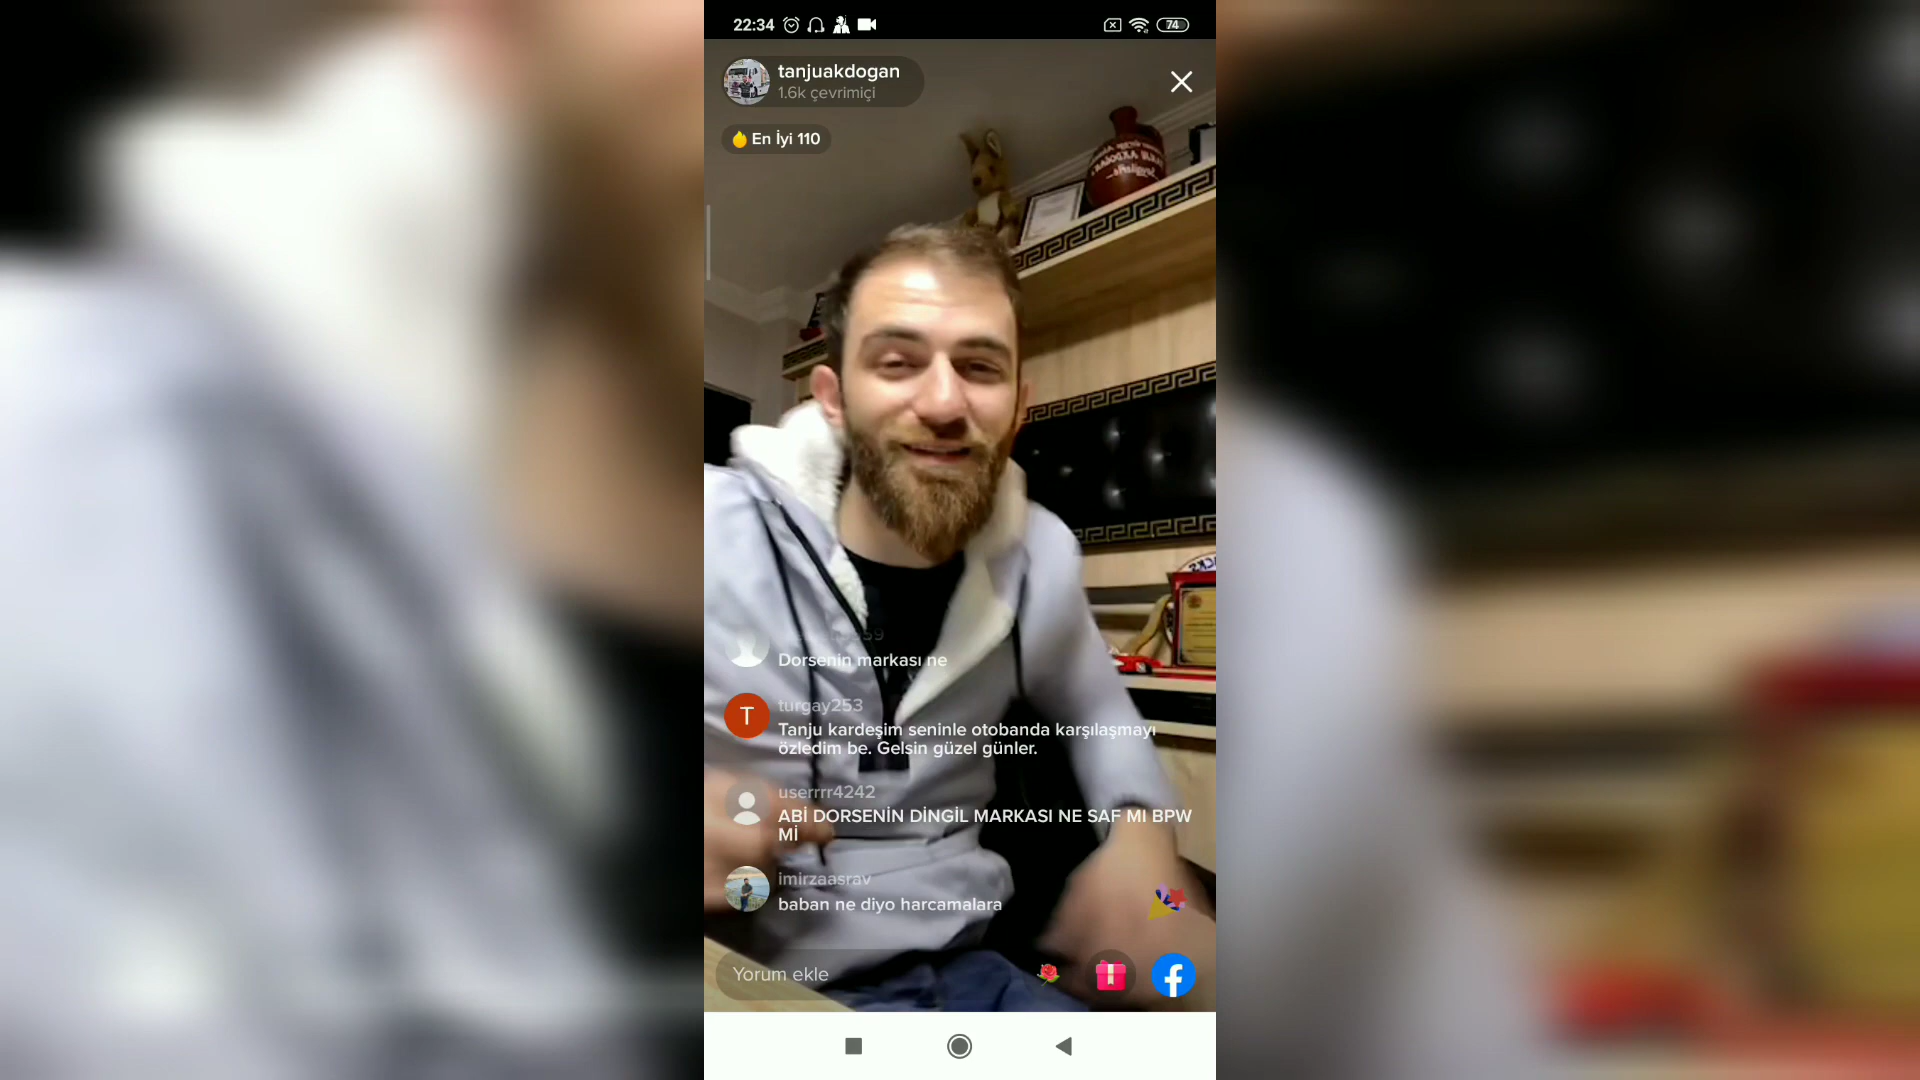 22:34
74
tanjuakdogan
1.6k çevrimiçi
En İyi 110
Dorsenin markası ne
turgay253
Tanju kardeşim seninle otobanda karşılaşmayı
özledim be. Gelsin güzel günler.
userrrr4242
ABİ DORSENİN DİNGİL MARKASI NE SAF MI BPW
Mİ
imirzaasrav
baban ne diyo harcamalara
Yorum ekle